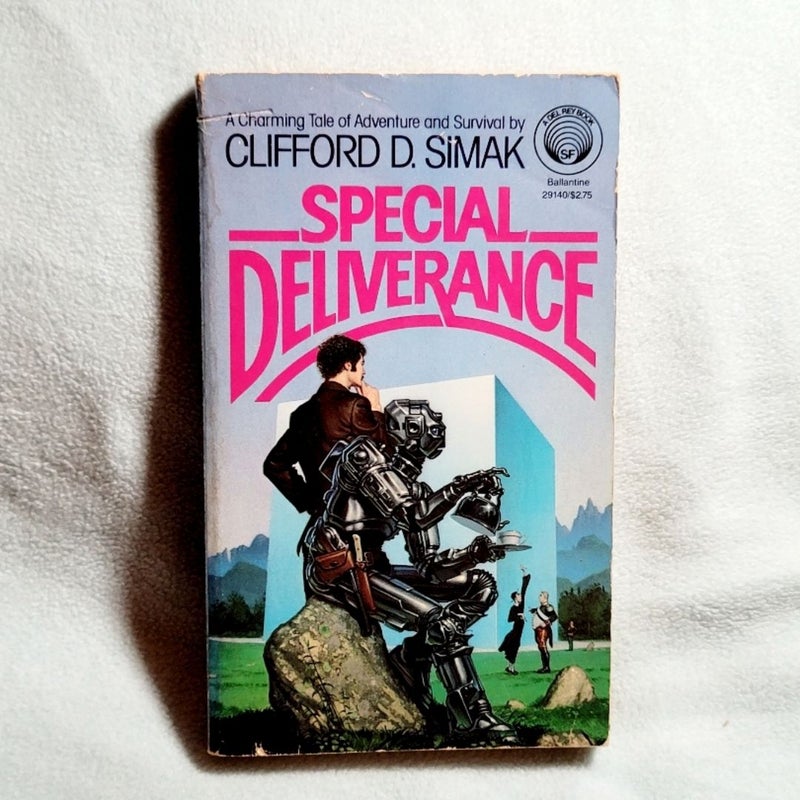 A Charming Tale of Adventure and Survival by
CLIFFORD D. SiMAK
A DEL REY BOOK
SF
Ballantine
29140/$2.75
SPECIAL
DELIVERANCE